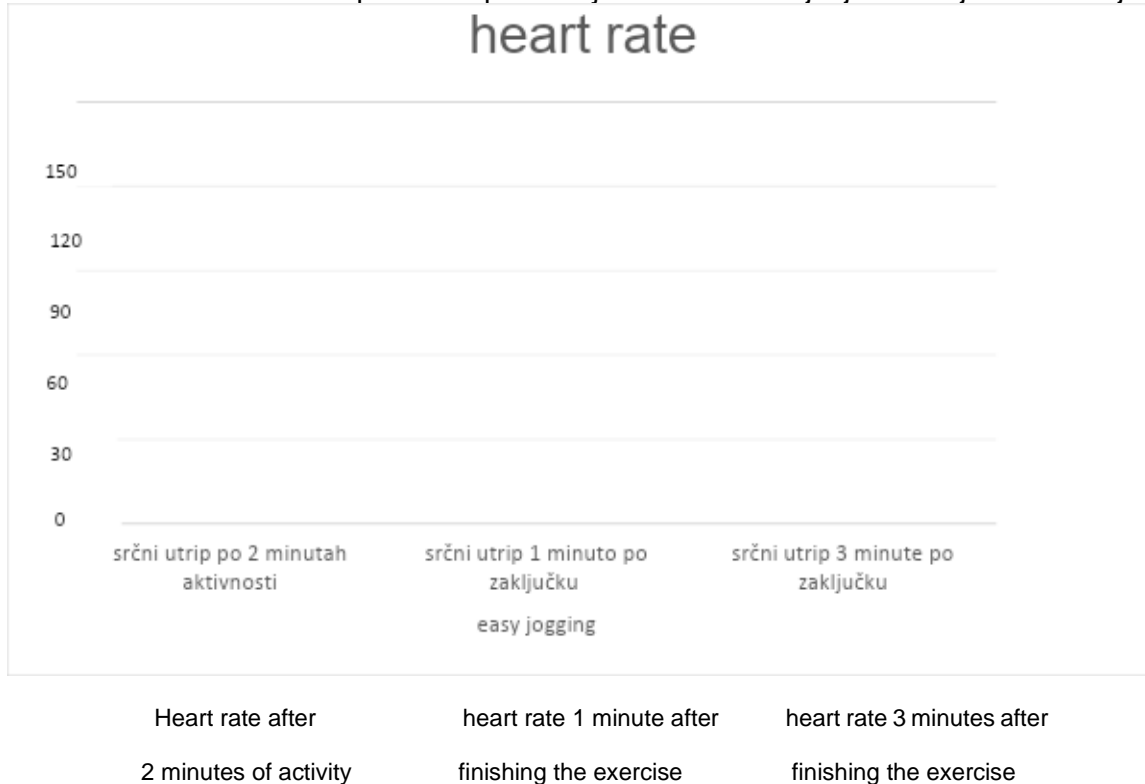 heart rate
150
120
90
60
30
0
srčni utrip po 2 minutah
aktivnosti
srčni utrip 1 minuto po
zaključku
srčni utrip 3 minute po
zaključku
easy jogging
Heart rate after
2 minutes of activity
heart rate 1 minute after
finishing the exercise
heart rate 3 minutes after
finishing the exercise